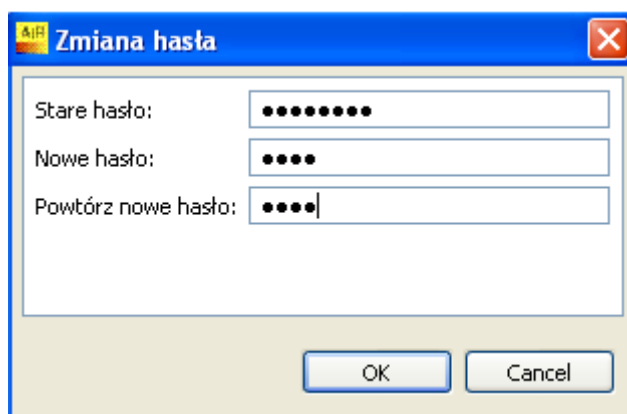 Zmiana hasła
Stare hasło: ●●●●●●●●
Nowe hasło: ●●●●
Powtórz nowe hasło: ●●●●
OK Cancel